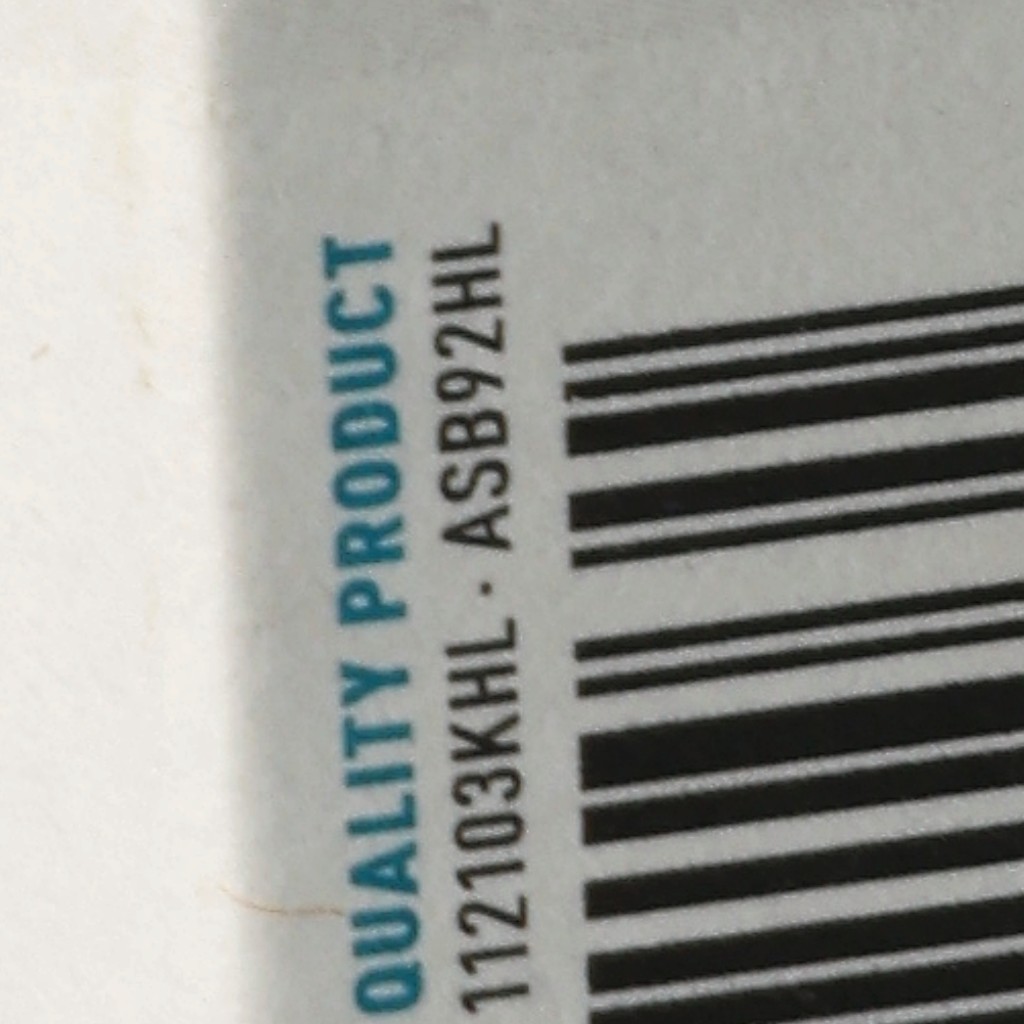 QUALITY PRODUCT
112103KHL · ASB92HL